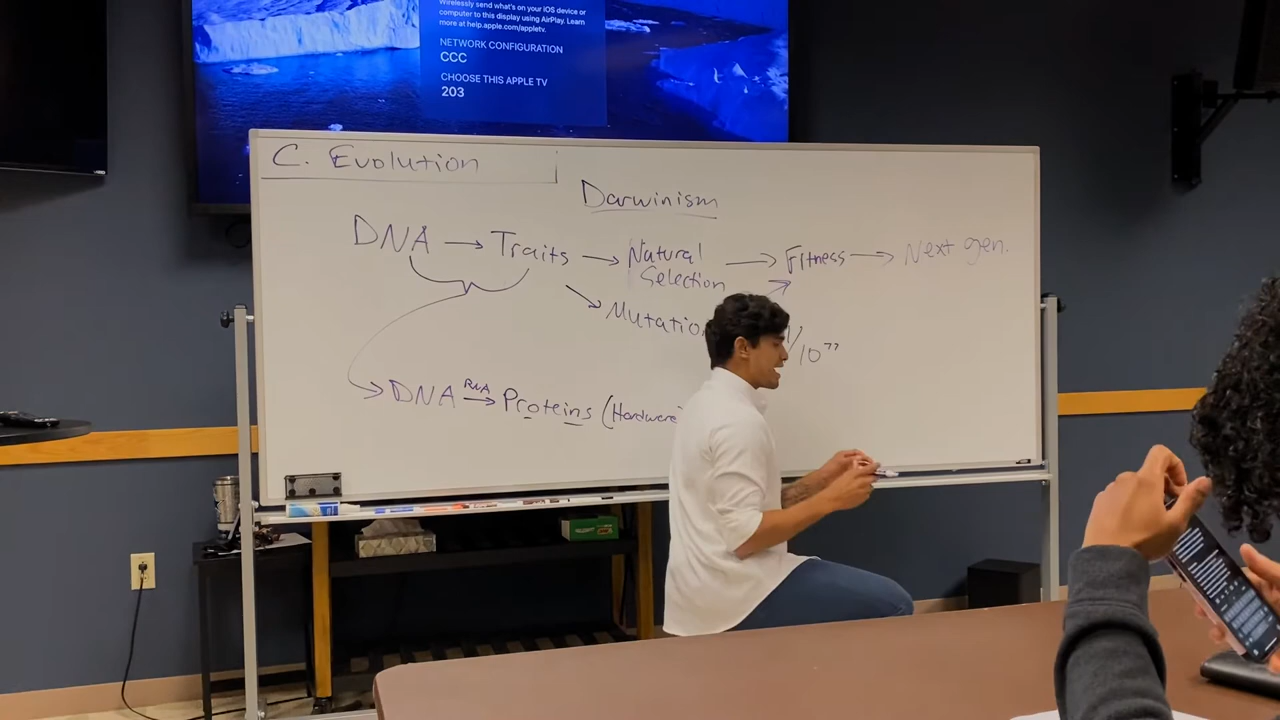 Wirelessly send what's on your iOS device or
computer to this display using AirPlay. Learn
more at help.apple.com/appletv.
NETWORK CONFIGURATION
CCC
CHOOSE THIS APPLE TV
203
C. Evolution
Darwinism
DNA → Traits → Natural Selection → Fitness → Next gen.
Mutatio
1/10⁷⁷
DNA RNA → Proteins (Hardware